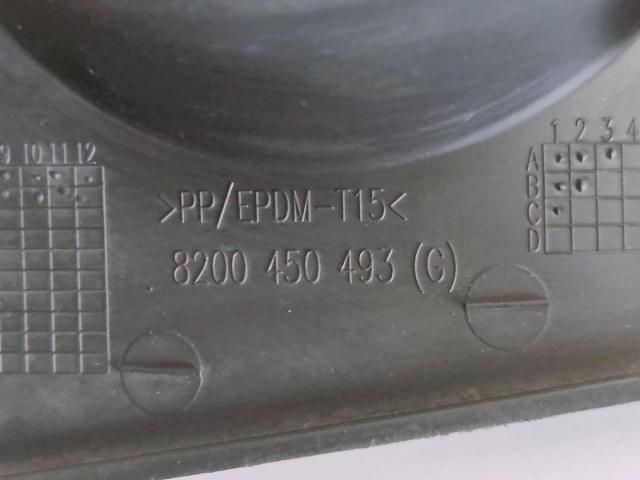 9 10 11 12
1 2 3 4
A
B
C
D
>PP/EPDM-T15<
8200 450 493 (G)